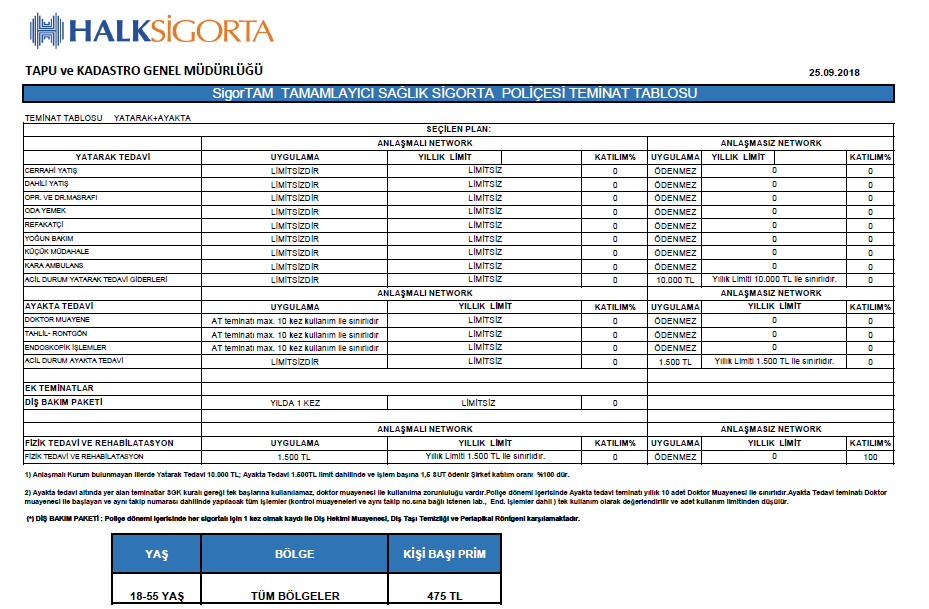 HALKSİGORTA
TAPU ve KADASTRO GENEL MÜDÜRLÜĞÜ
25.09.2018
SigorTAM TAMAMLAYICI SAĞLIK SİGORTA POLİÇESİ TEMİNAT TABLOSU
TEMİNAT TABLOSU YATARAK+AYAKTA
SEÇİLEN PLAN:
ANLAŞMALI NETWORK ANLAŞMASIZ NETWORK
YATARAK TEDAVİ UYGULAMA YILLIK LİMİT KATILIM% UYGULAMA YILLIK LİMİT KATILIM%
CERRAHİ YATIŞ LİMİTSİZDİR LİMİTSİZ 0 ÖDENMEZ 0 0
DAHİLİ YATIŞ LİMİTSİZDİR LİMİTSİZ 0 ÖDENMEZ 0 0
OPR. VE DR.MASRAFI LİMİTSİZDİR LİMİTSİZ 0 ÖDENMEZ 0 0
ODA YEMEK LİMİTSİZDİR LİMİTSİZ 0 ÖDENMEZ 0 0
REFAKATÇİ LİMİTSİZDİR LİMİTSİZ 0 ÖDENMEZ 0 0
YOĞUN BAKIM LİMİTSİZDİR LİMİTSİZ 0 ÖDENMEZ 0 0
KÜÇÜK MÜDAHALE LİMİTSİZDİR LİMİTSİZ 0 ÖDENMEZ 0 0
KARA AMBULANS LİMİTSİZDİR LİMİTSİZ 0 ÖDENMEZ 0 0
ACİL DURUM YATARAK TEDAVİ GİDERLERİ LİMİTSİZDİR LİMİTSİZ 0 10.000 TL Yıllık Limiti 10.000 TL ile sınırlıdır. 0
ANLAŞMALI NETWORK ANLAŞMASIZ NETWORK
AYAKTA TEDAVİ UYGULAMA YILLIK LİMİT KATILIM% UYGULAMA YILLIK LİMİT KATILIM%
DOKTOR MUAYENE AT teminatı max. 10 kez kullanım ile sınırlıdır LİMİTSİZ 0 ÖDENMEZ 0 0
TAHLİL- RÖNTGÖN AT teminatı max. 10 kez kullanım ile sınırlıdır LİMİTSİZ 0 ÖDENMEZ 0 0
ENDOSKOPİK İŞLEMLER AT teminatı max. 10 kez kullanım ile sınırlıdır LİMİTSİZ 0 ÖDENMEZ 0 0
ACİL DURUM AYAKTA TEDAVİ LİMİTSİZDİR LİMİTSİZ 0 1.500 TL Yıllık Limiti 1.500 TL ile sınırlıdır. 0
EK TEMİNATLAR
DİŞ BAKIM PAKETİ YILDA 1 KEZ LİMİTSİZ 0
ANLAŞMALI NETWORK ANLAŞMASIZ NETWORK
FİZİK TEDAVİ VE REHABİLATASYON UYGULAMA YILLIK LİMİT KATILIM% UYGULAMA YILLIK LİMİT KATILIM%
FİZİK TEDAVİ VE REHABİLATASYON 1.500 TL Yıllık Limiti 1.500 TL ile sınırlıdır. 0 ÖDENMEZ 0 100
1) Anlaşmalı Kurum bulunmayan illerde Yatarak Tedavi 10.000 TL; Ayakta Tedavi 1.500TL limit dahilinde ve işlem başına 1,5 SUT ödenir Şirket katılım oranı %100 dür.
2) Ayakta tedavi altında yer alan teminatlar SGK kuralı gereği tek başlarına kullanılamaz, doktor muayenesi ile kullanılma zorunluluğu vardır.Poliçe dönemi içerisinde Ayakta tedavi teminatı yıllık 10 adet Doktor Muayenesi ile sınırlıdır.Ayakta Tedavi teminatı Doktor
muayenesi ile başlayan ve aynı takip numarası dahilinde yapılacak tüm işlemler (kontrol muayeneleri ve aynı takip no.sına bağlı istenen lab., End. işlemler dahil ) tek kullanım olarak değerlendirilir ve adet kullanım limitinden düşülür.
(*) DİŞ BAKIM PAKETİ : Poliçe dönemi içerisinde her sigortalı için 1 kez olmak kaydı ile Diş Hekimi Muayenesi, Diş Taşı Temizliği ve Periapikal Röntgeni karşılamaktadır.
YAŞ BÖLGE KİŞİ BAŞI PRİM
18-55 YAŞ TÜM BÖLGELER 475 TL